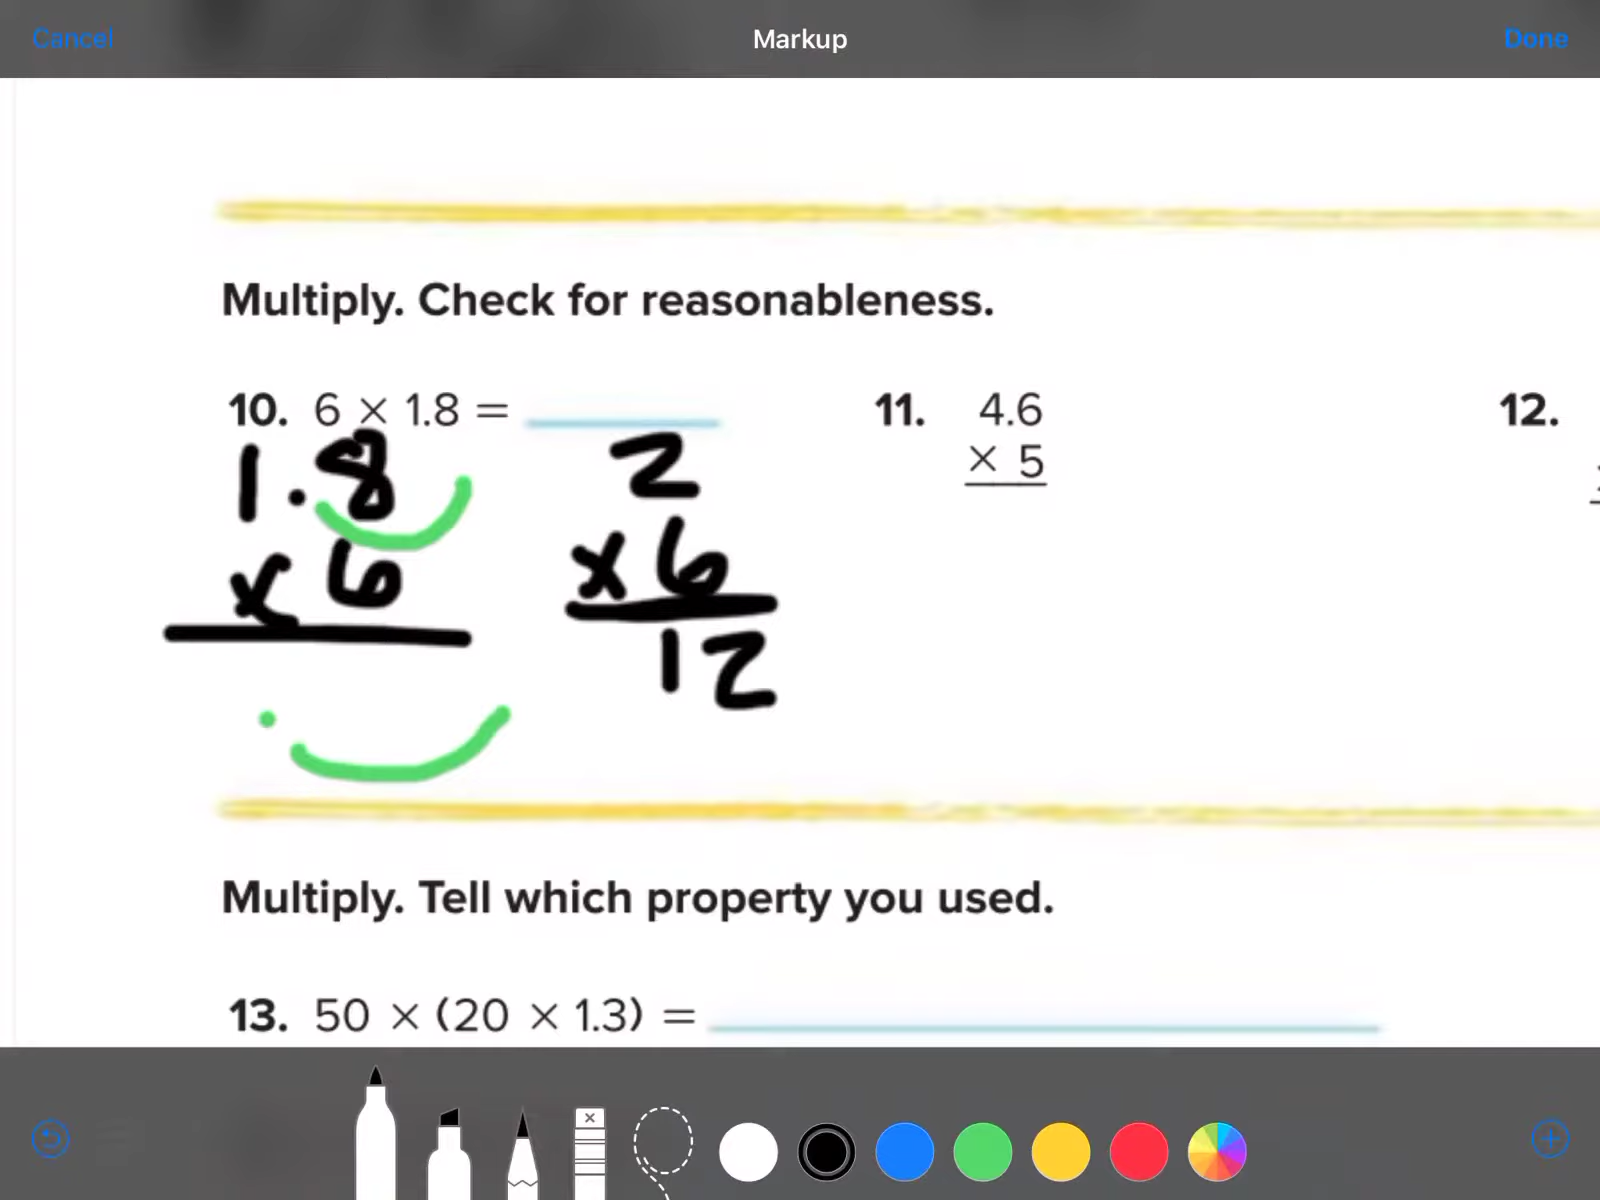 Cancel Markup Done
Multiply. Check for reasonableness.
10. 6 × 1.8 =
11. 4.6
× 5
12.
1.8
x 6
2
x 6
12
Multiply. Tell which property you used.
13. 50 × (20 × 1.3) =